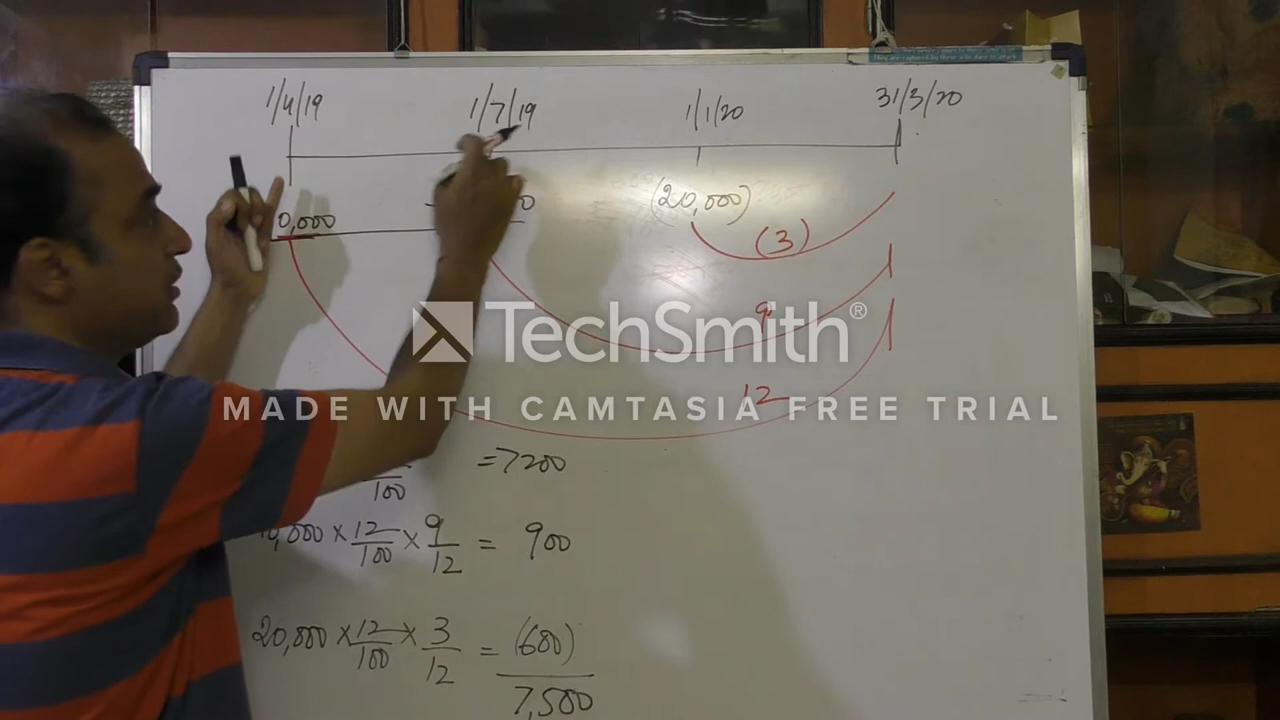 1/4/19 1/7/19 1/1/20 31/3/20
0,000 0 (20,000)
(3)
9
TechSmith®
12
MADE WITH CAMTASIA FREE TRIAL
100 =7200
10,000 × 12/100 × 9/12 = 900
20,000 × 12/100 × 3/12 = (600)
7,500